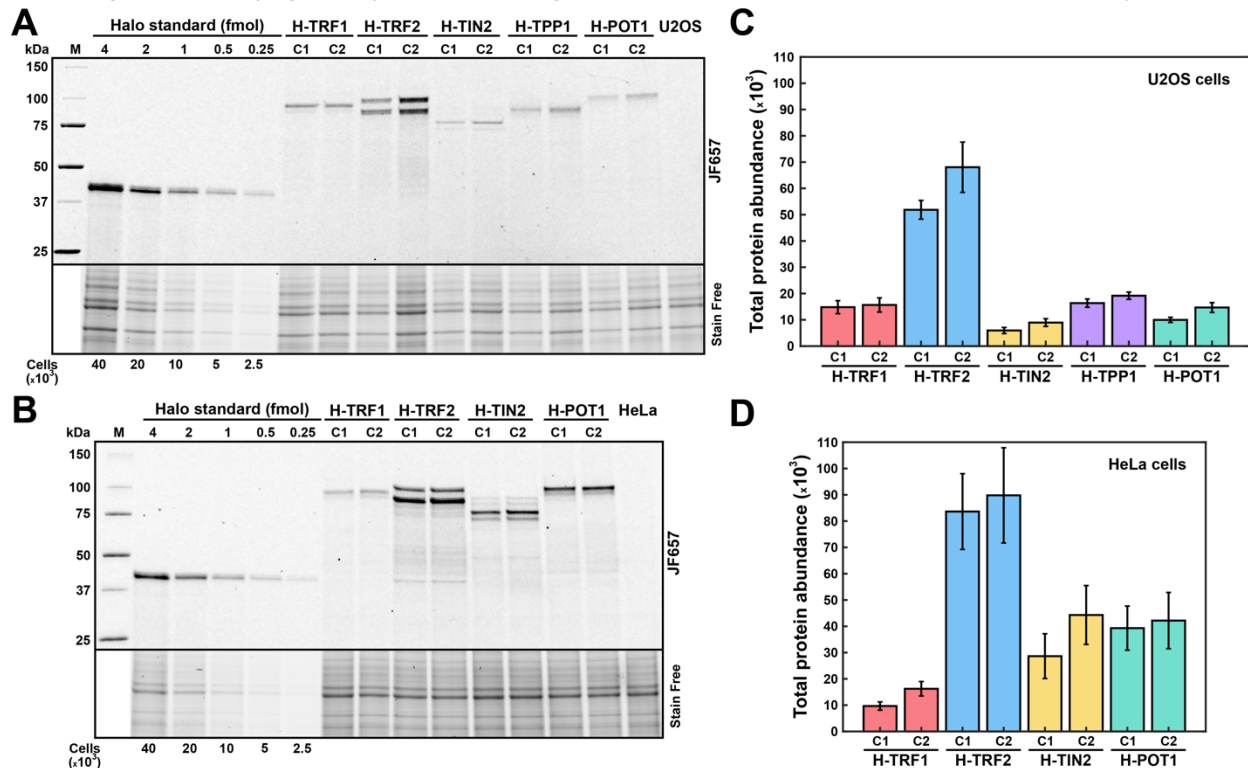 A
Halo standard (fmol) H-TRF1 H-TRF2 H-TIN2 H-TPP1 H-POT1 U2OS
kDa M 4 2 1 0.5 0.25 C1 C2 C1 C2 C1 C2 C1 C2 C1 C2
150
100
75
50
37
25
JF657
Stain Free
Cells (x10³) 40 20 10 5 2.5
B
Halo standard (fmol) H-TRF1 H-TRF2 H-TIN2 H-POT1 HeLa
kDa M 4 2 1 0.5 0.25 C1 C2 C1 C2 C1 C2 C1 C2
150
100
75
50
37
25
JF657
Stain Free
Cells (x10³) 40 20 10 5 2.5
C
U2OS cells
Total protein abundance (x10³)
110
100
90
80
70
60
50
40
30
20
10
0
C1 C2 C1 C2 C1 C2 C1 C2 C1 C2
H-TRF1 H-TRF2 H-TIN2 H-TPP1 H-POT1
D
HeLa cells
Total protein abundance (x10³)
110
100
90
80
70
60
50
40
30
20
10
0
C1 C2 C1 C2 C1 C2 C1 C2
H-TRF1 H-TRF2 H-TIN2 H-POT1